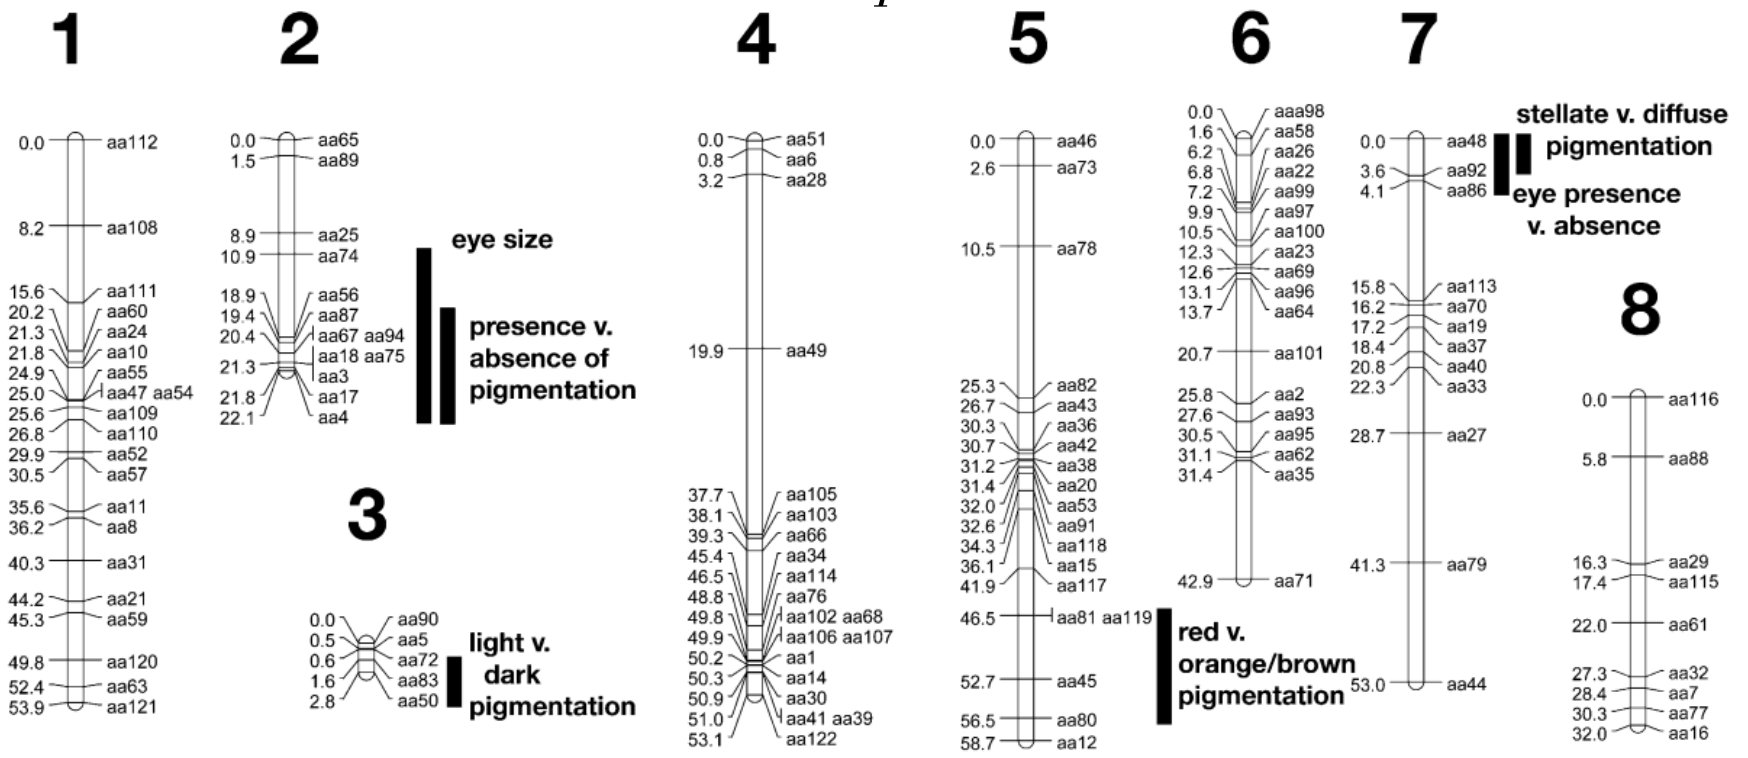 1
0.0 aa112
8.2 aa108
15.6 aa111
20.2 aa60
21.3 aa24
21.8 aa10
24.9 aa55
25.0 aa47 aa54
25.6 aa109
26.8 aa110
29.9 aa52
30.5 aa57
35.6 aa11
36.2 aa8
40.3 aa31
44.2 aa21
45.3 aa59
49.8 aa120
52.4 aa63
53.9 aa121
2
0.0 aa65
1.5 aa89
8.9 aa25
10.9 aa74
18.9 aa56
19.4 aa87
20.4 aa67 aa94
aa18 aa75
21.3 aa3
21.8 aa17
22.1 aa4
eye size
presence v.
absence of
pigmentation
3
0.0 aa90
0.5 aa5
0.6 aa72
1.6 aa83
2.8 aa50
light v.
dark
pigmentation
4
0.0 aa51
0.8 aa6
3.2 aa28
19.9 aa49
37.7 aa105
38.1 aa103
39.3 aa66
45.4 aa34
46.5 aa114
48.8 aa76
49.8 aa102 aa68
49.9 aa106 aa107
50.2 aa1
50.3 aa14
50.9 aa30
51.0 aa41 aa39
53.1 aa122
5
0.0 aa46
2.6 aa73
10.5 aa78
25.3 aa82
26.7 aa43
30.3 aa36
30.7 aa42
31.2 aa38
31.4 aa20
32.0 aa53
32.6 aa91
34.3 aa118
36.1 aa15
41.9 aa117
46.5 aa81 aa119
52.7 aa45
56.5 aa80
58.7 aa12
red v.
orange/brown
pigmentation
6
0.0 aaa98
1.6 aa58
6.2 aa26
6.8 aa22
7.2 aa99
9.9 aa97
10.5 aa100
12.3 aa23
12.6 aa69
13.1 aa96
13.7 aa64
20.7 aa101
25.8 aa2
27.6 aa93
30.5 aa95
31.1 aa62
31.4 aa35
42.9 aa71
7
0.0 aa48
3.6 aa92
4.1 aa86
15.8 aa113
16.2 aa70
17.2 aa19
18.4 aa37
20.8 aa40
22.3 aa33
28.7 aa27
41.3 aa79
53.0 aa44
stellate v. diffuse
pigmentation
eye presence
v. absence
8
0.0 aa116
5.8 aa88
16.3 aa29
17.4 aa115
22.0 aa61
27.3 aa32
28.4 aa7
30.3 aa77
32.0 aa16